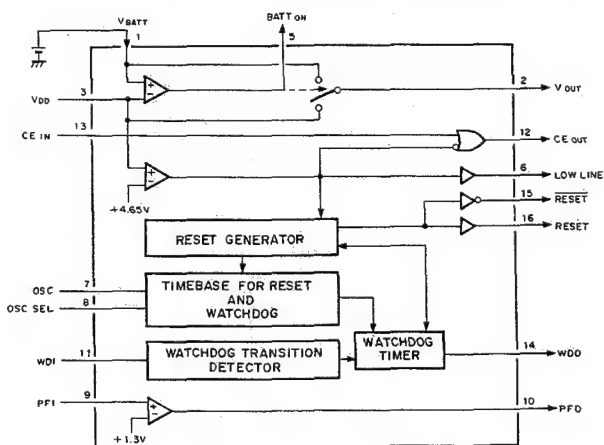 VBATT
1
BATT ON
5
2
VOUT
VDD
3
CE IN
13
12
CE OUT
6
LOW LINE
15
RESET
16
RESET
+4.65V
RESET GENERATOR
OSC
7
OSC SEL
8
TIMEBASE FOR RESET
AND
WATCHDOG
WDI
11
WATCHDOG TRANSITION
DETECTOR
WATCHDOG
TIMER
14
WDO
PFI
9
10
PFO
+1.3V